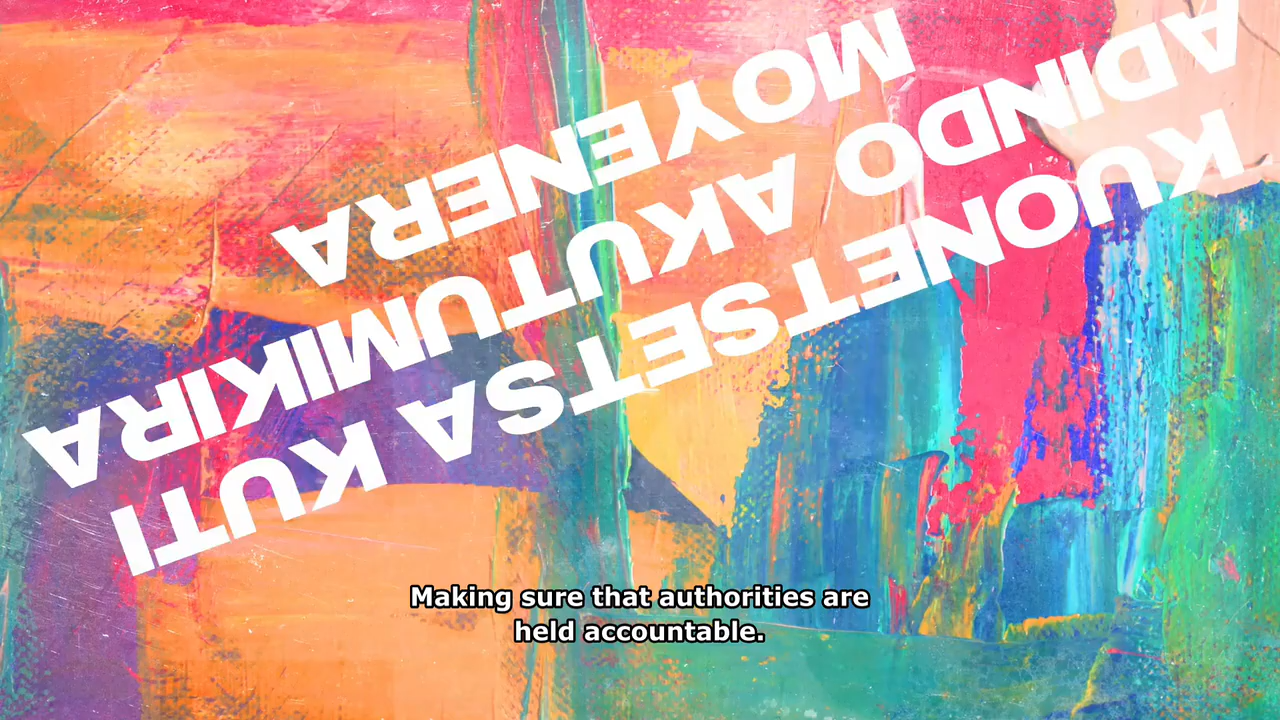 KUONETSETSA KUTI
ADINDO AKUTUMIKIRA
MOYENERA
Making sure that authorities are
held accountable.